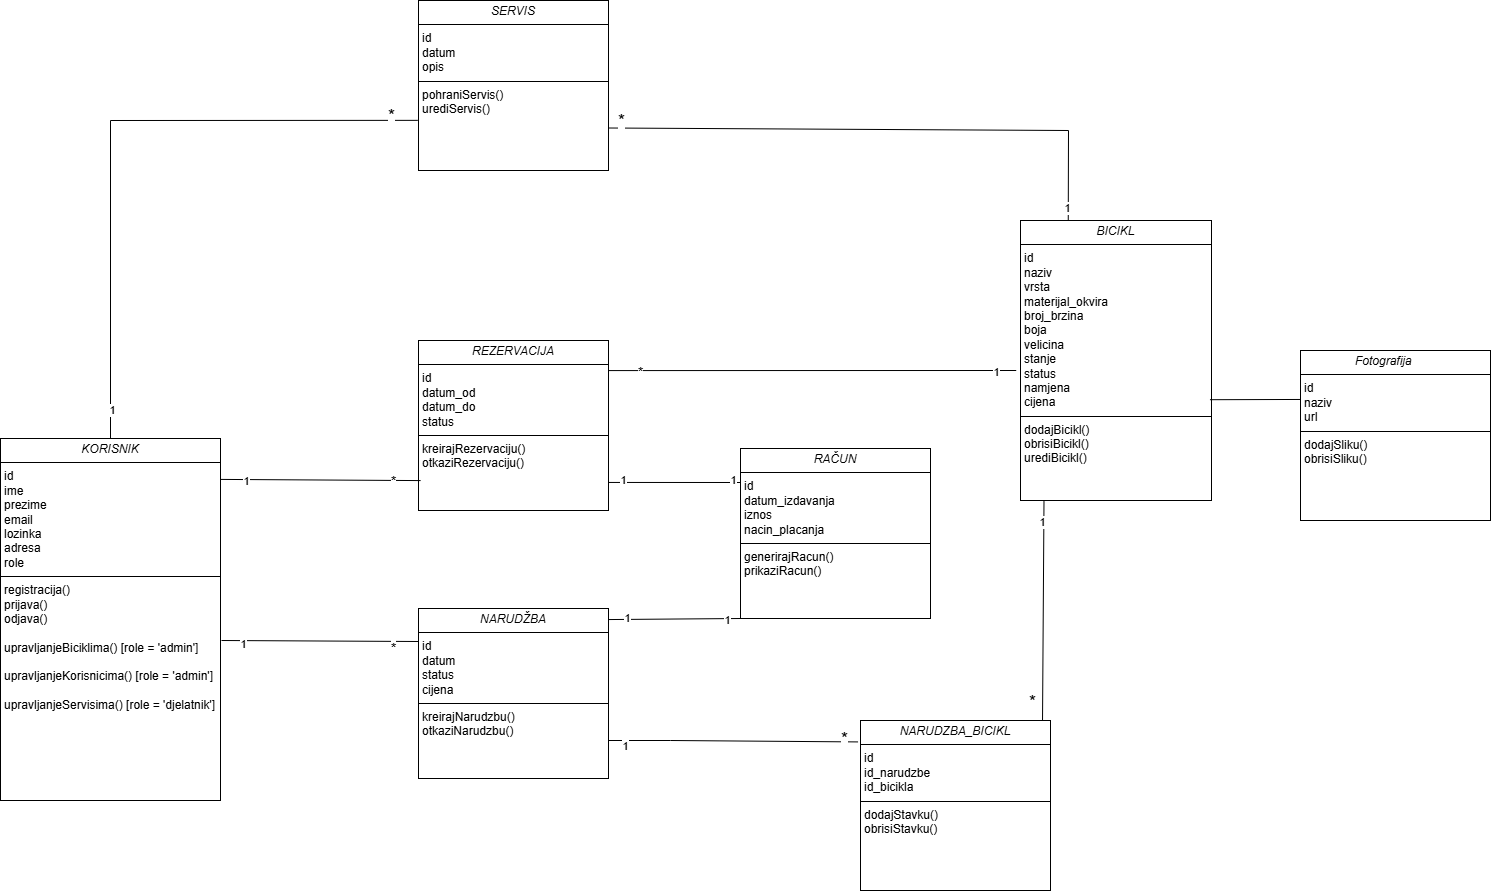 SERVIS
id
datum
opis
pohraniServis()
urediServis()
*
*
1
1
BICIKL
id
naziv
vrsta
materijal_okvira
broj_brzina
boja
velicina
stanje
status
namjena
cijena
dodajBicikl()
obrisiBicikl()
urediBicikl()
Fotografija
id
naziv
url
dodajSliku()
obrisiSliku()
REZERVACIJA
id
datum_od
datum_do
status
kreirajRezervaciju()
otkaziRezervaciju()
*
1
KORISNIK
id
ime
prezime
email
lozinka
adresa
role
registracija()
prijava()
odjava()
upravljanjeBiciklima() [role = 'admin']
upravljanjeKorisnicima() [role = 'admin']
upravljanjeServisima() [role = 'djelatnik']
1
*
1
1
RAČUN
id
datum_izdavanja
iznos
nacin_placanja
generirajRacun()
prikaziRacun()
1
*
1
1
NARUDŽBA
id
datum
status
cijena
kreirajNarudzbu()
otkaziNarudzbu()
1
*
1
*
NARUDZBA_BICIKL
id
id_narudzbe
id_bicikla
dodajStavku()
obrisiStavku()